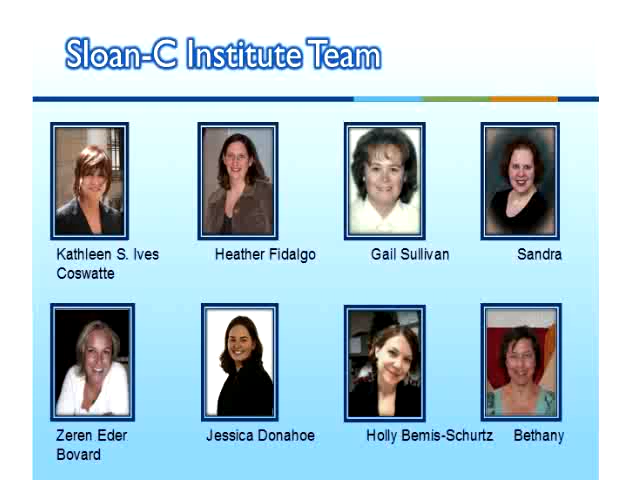 Sloan-C Institute Team
Kathleen S. Ives Heather Fidalgo Gail Sullivan Sandra
Coswatte
Zeren Eder Jessica Donahoe Holly Bemis-Schurtz Bethany
Bovard